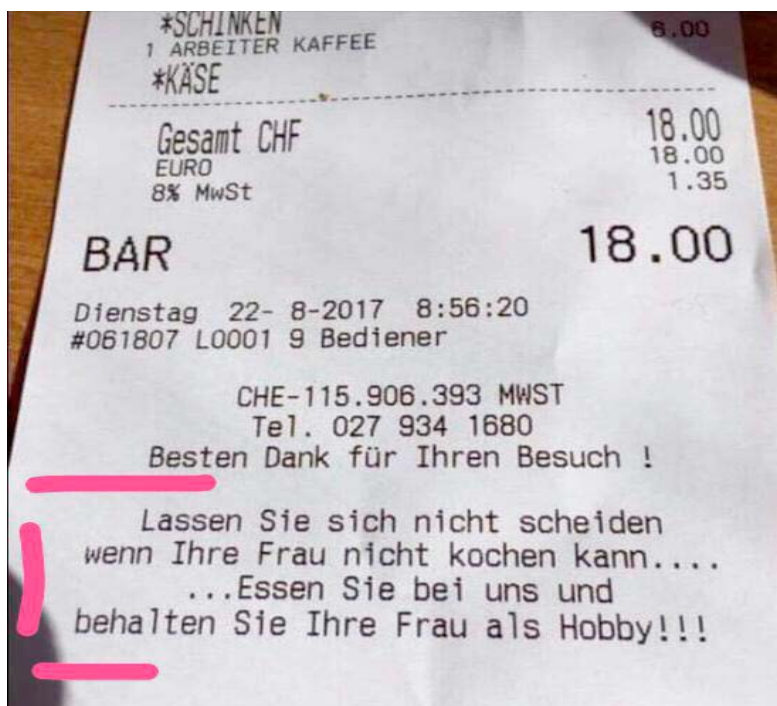 *SCHINKEN 6.00
1 ARBEITER KAFFEE
*KÄSE
Gesamt CHF 18.00
EURO 18.00
8% MwSt 1.35
BAR 18.00
Dienstag 22- 8-2017 8:56:20
#061807 L0001 9 Bediener
CHE-115.906.393 MWST
Tel. 027 934 1680
Besten Dank für Ihren Besuch !
Lassen Sie sich nicht scheiden
wenn Ihre Frau nicht kochen kann....
...Essen Sie bei uns und
behalten Sie Ihre Frau als Hobby!!!